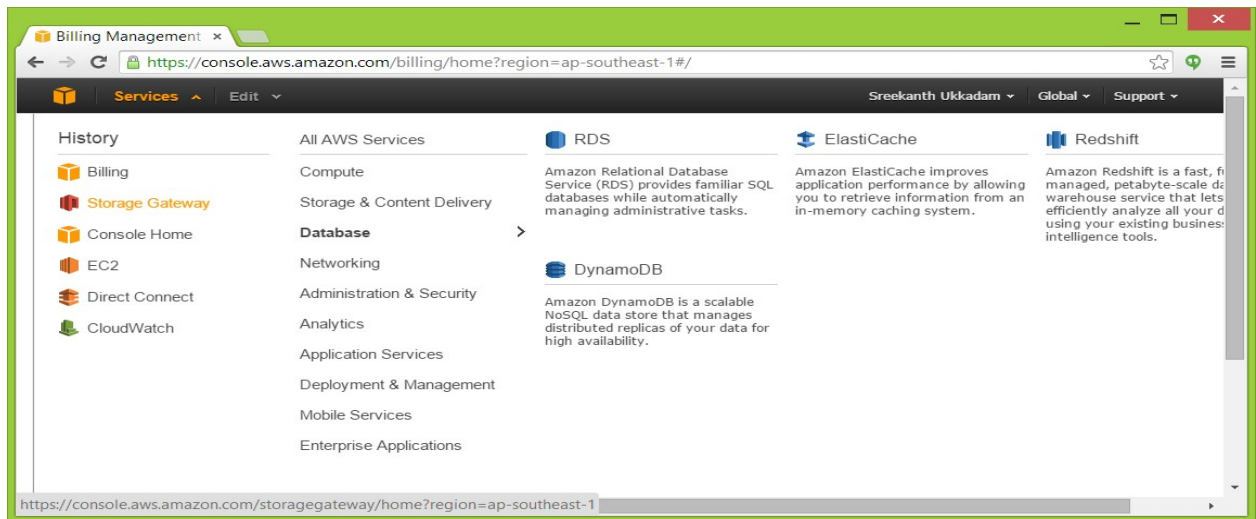 Billing Management
https://console.aws.amazon.com/billing/home?region=ap-southeast-1#/
Services Edit Sreekanth Ukkadam Global Support
History
Billing
Storage Gateway
Console Home
EC2
Direct Connect
CloudWatch
All AWS Services
Compute
Storage & Content Delivery
Database
Networking
Administration & Security
Analytics
Application Services
Deployment & Management
Mobile Services
Enterprise Applications
RDS
Amazon Relational Database
Service (RDS) provides familiar SQL
databases while automatically
managing administrative tasks.
DynamoDB
Amazon DynamoDB is a scalable
NoSQL data store that manages
distributed replicas of your data for
high availability.
ElastiCache
Amazon ElastiCache improves
application performance by allowing
you to retrieve information from an
in-memory caching system.
Redshift
Amazon Redshift is a fast,
managed, petabyte-scale
warehouse service that lets
efficiently analyze all your
using your existing
intelligence tools.
https://console.aws.amazon.com/storagegateway/home?region=ap-southeast-1